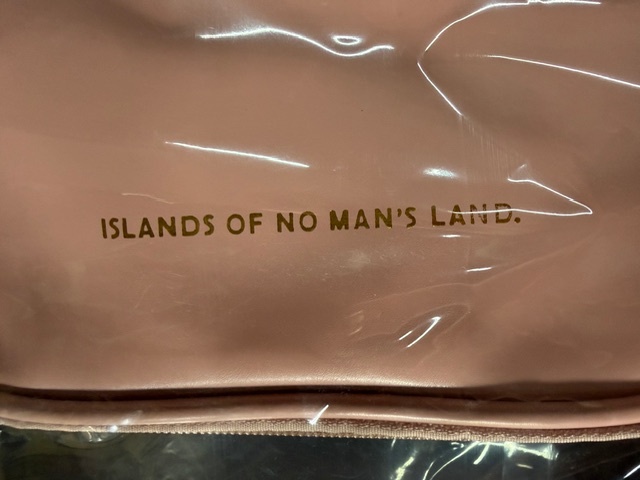 ISLANDS OF NO MAN'S LAND.